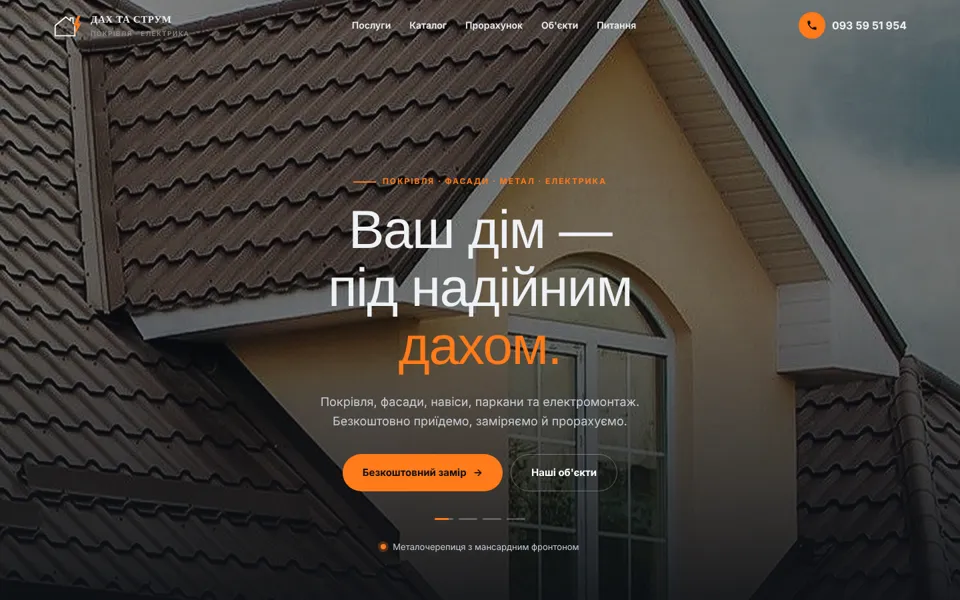 ДАХ ТА СТРУМ
ПОКРІВЛЯ · ЕЛЕКТРИКА
Послуги
Каталог
Прорахунок
Об'єкти
Питання
093 59 51 954
ПОКРІВЛЯ · ФАСАДИ · МЕТАЛ · ЕЛЕКТРИКА
Ваш дім —
під надійним
дахом.
Покрівля, фасади, навіси, паркани та електромонтаж.
Безкоштовно приїдемо, заміряємо й прорахуємо.
Безкоштовний замір →
Наші об'єкти
Металочерепиця з мансардним фронтоном